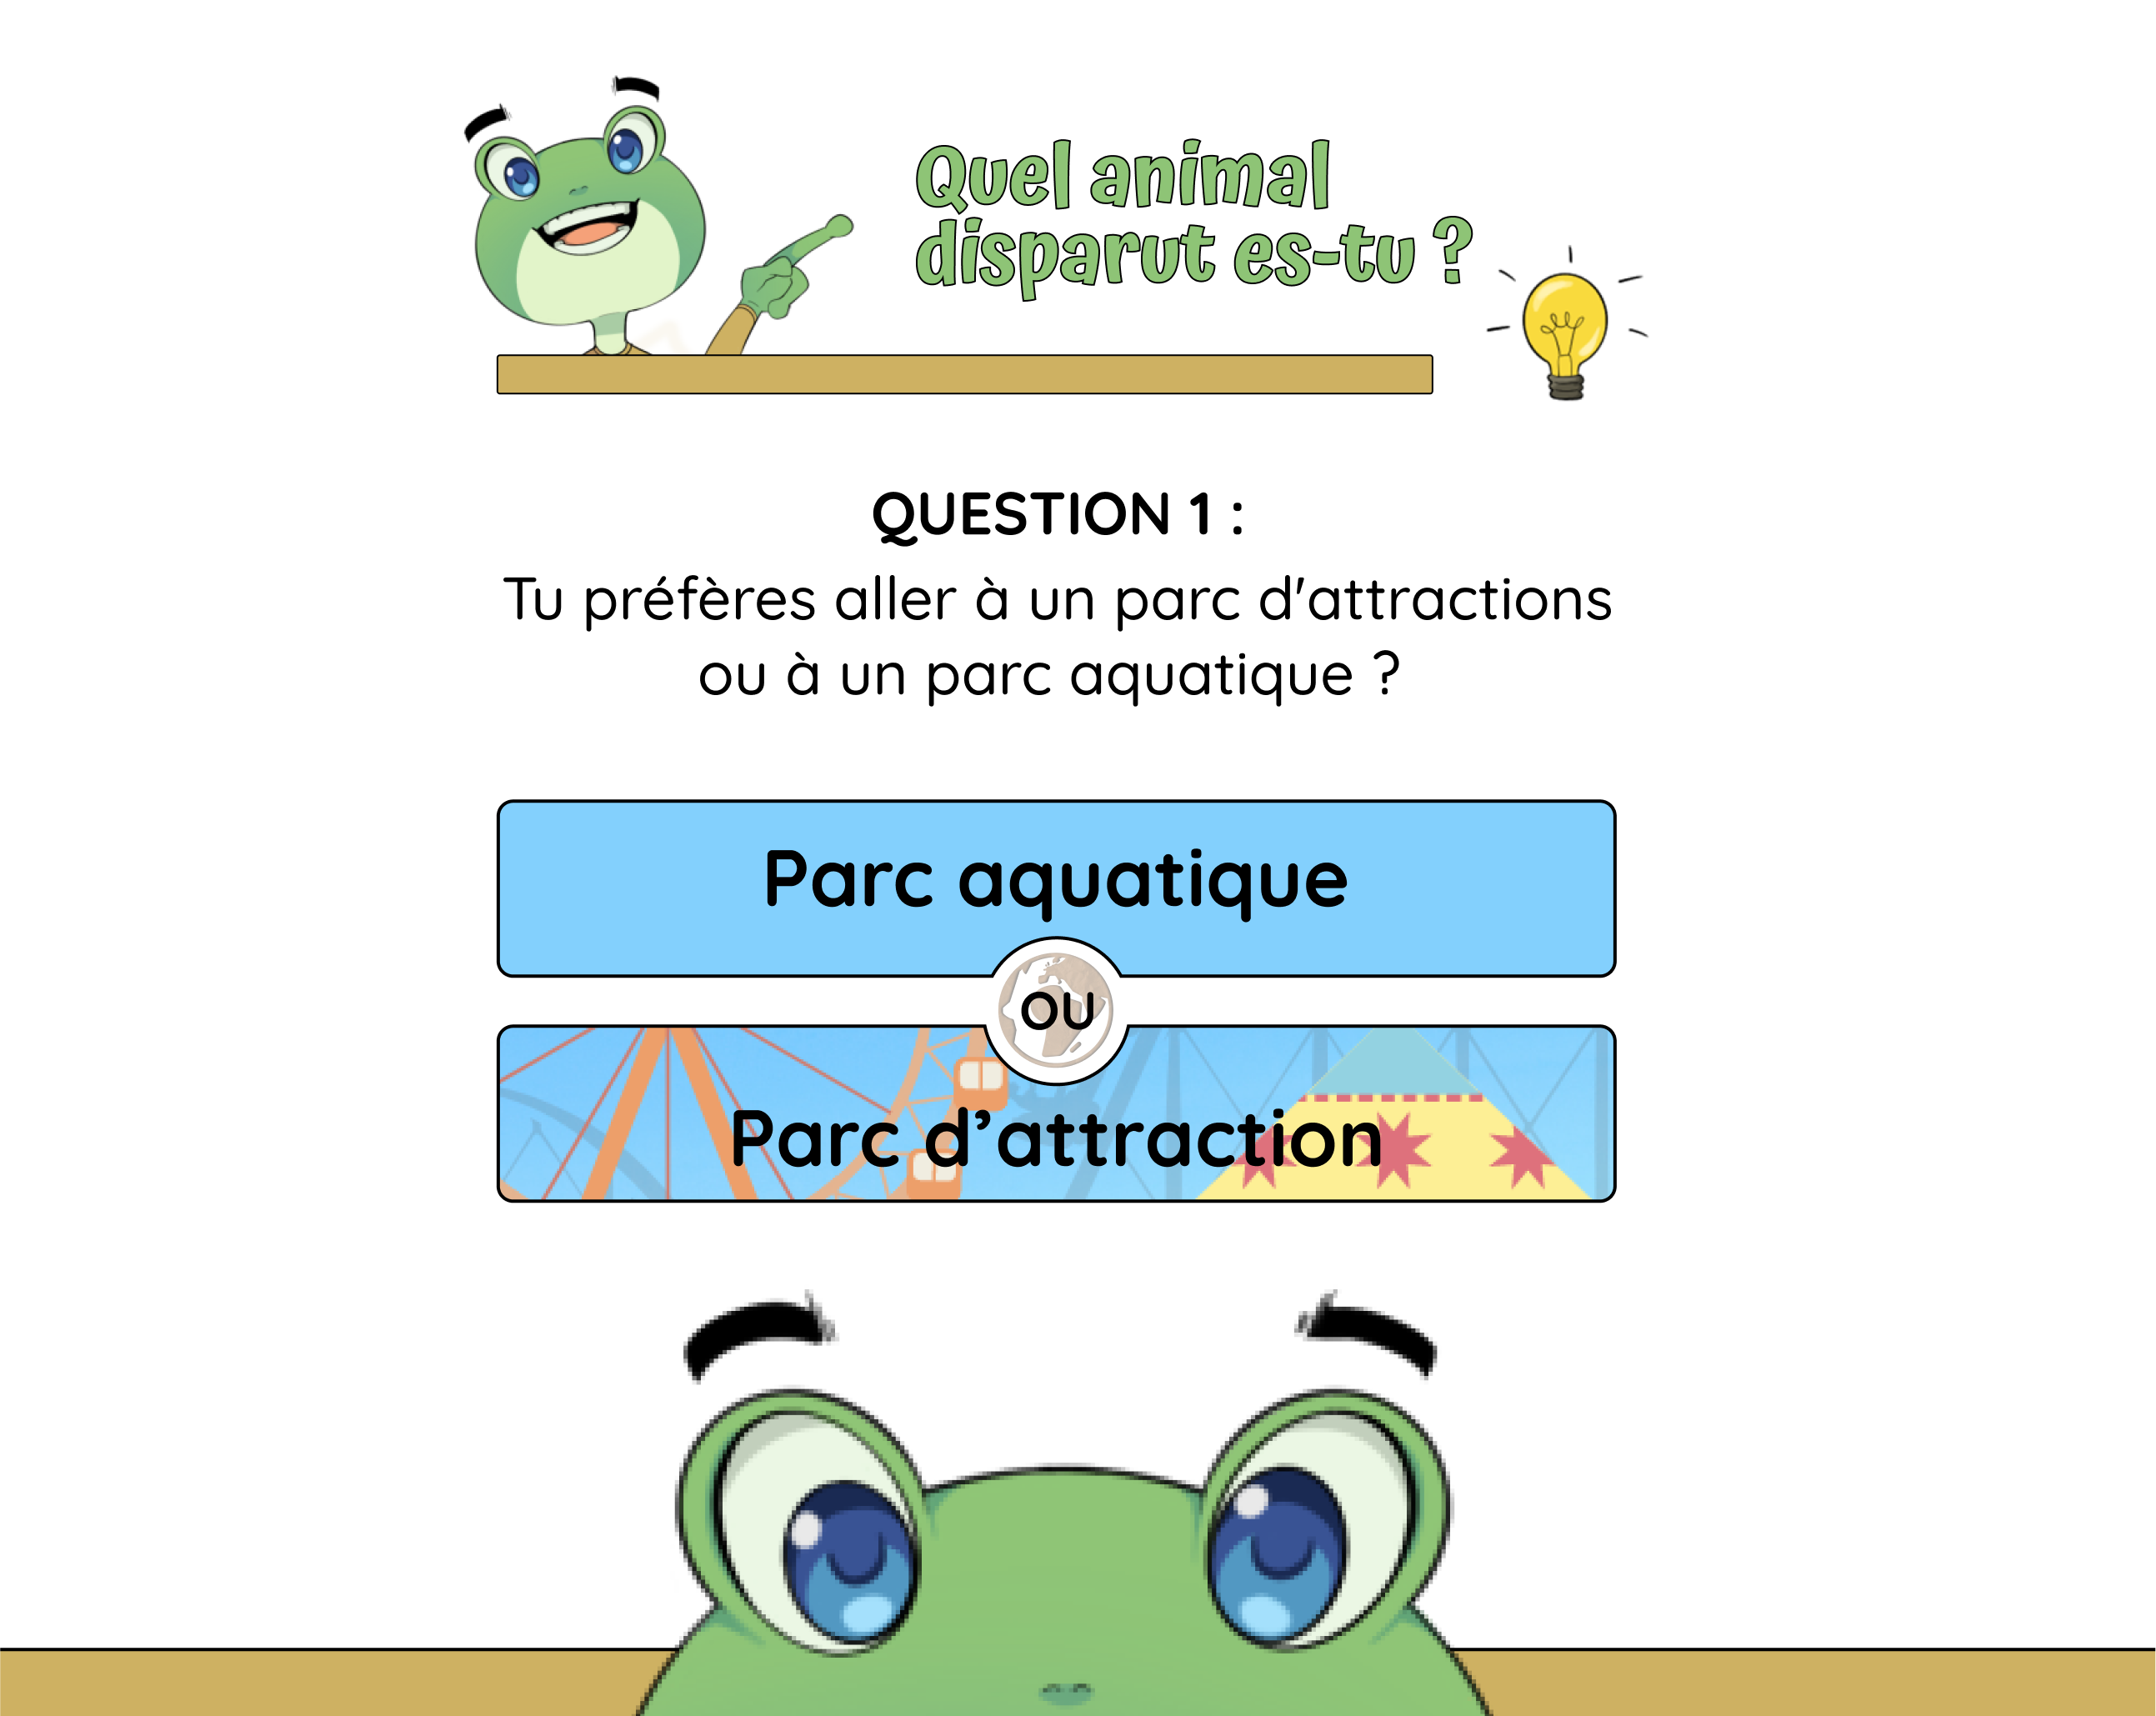 Quel animal
disparut es-tu ?
QUESTION 1 :
Tu préfères aller à un parc d'attractions
ou à un parc aquatique ?
Parc aquatique
OU
Parc d’attraction